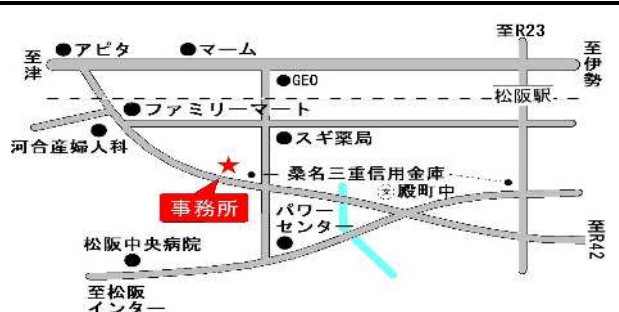 至R23
至
津
●アピタ
●マーム
至
伊
勢
●GEO
松阪駅
●ファミリーマート
河合産婦人科
●スギ薬局
桑名三重信用金庫
文
殿町中
事務所
パワー
センター
松阪中央病院
至
R42
至松阪
インター